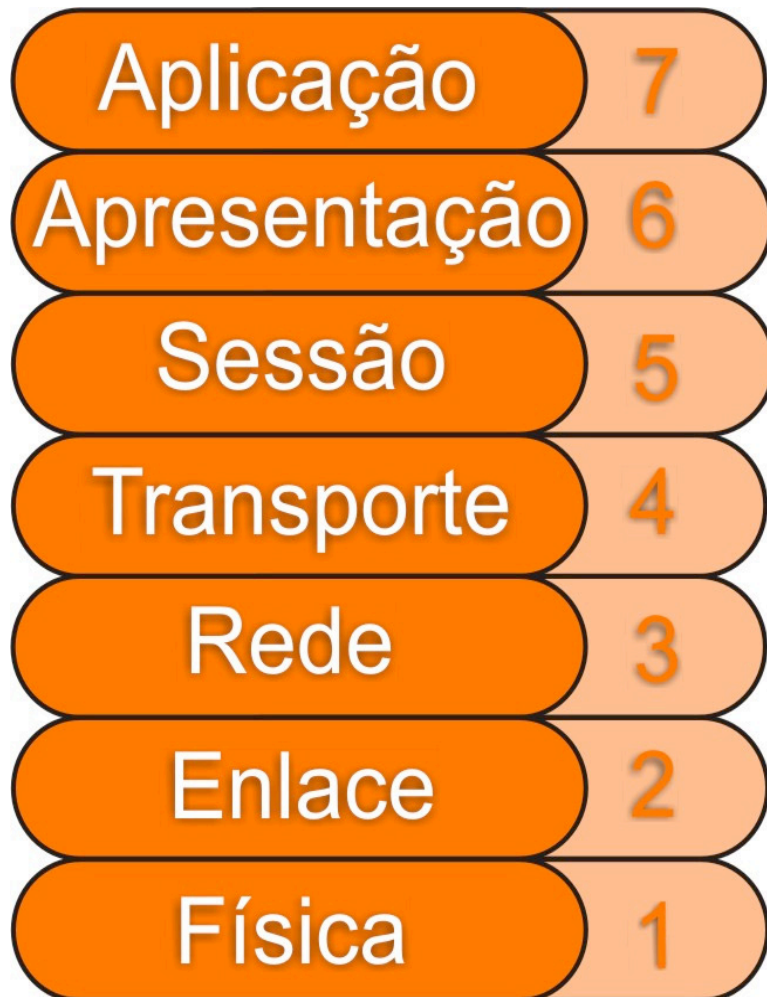 Aplicação 7
Apresentação 6
Sessão 5
Transporte 4
Rede 3
Enlace 2
Física 1